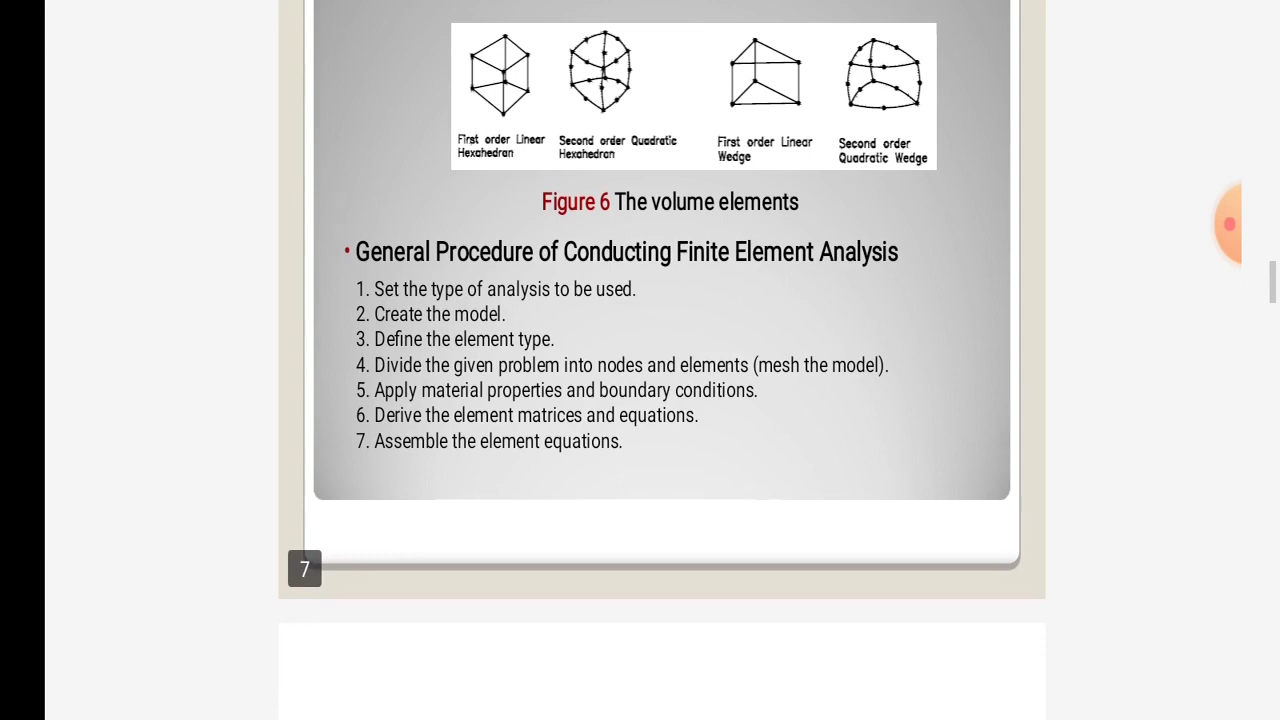 First order Linear
Hexahedran
Second order Quadratic
Hexahedran
First order Linear
Wedge
Second order
Quadratic Wedge
Figure 6 The volume elements
• General Procedure of Conducting Finite Element Analysis
1. Set the type of analysis to be used.
2. Create the model.
3. Define the element type.
4. Divide the given problem into nodes and elements (mesh the model).
5. Apply material properties and boundary conditions.
6. Derive the element matrices and equations.
7. Assemble the element equations.
7